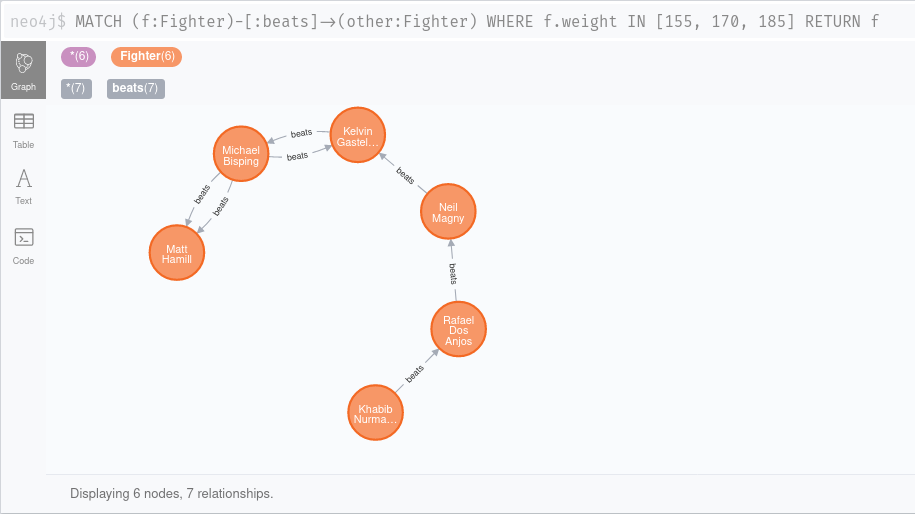 neo4j$ MATCH (f:Fighter)-[:beats]→(other:Fighter) WHERE f.weight IN [155, 170, 185] RETURN f
*(6) Fighter(6)
*(7) beats(7)
Graph
Table
Text
Code
beats
Kelvin
Gastel...
Michael
Bisping
beats
beats
beats
beats
Neil
Magny
Matt
Hamill
beats
Rafael
Dos
Anjos
beats
Khabib
Nurma...
Displaying 6 nodes, 7 relationships.